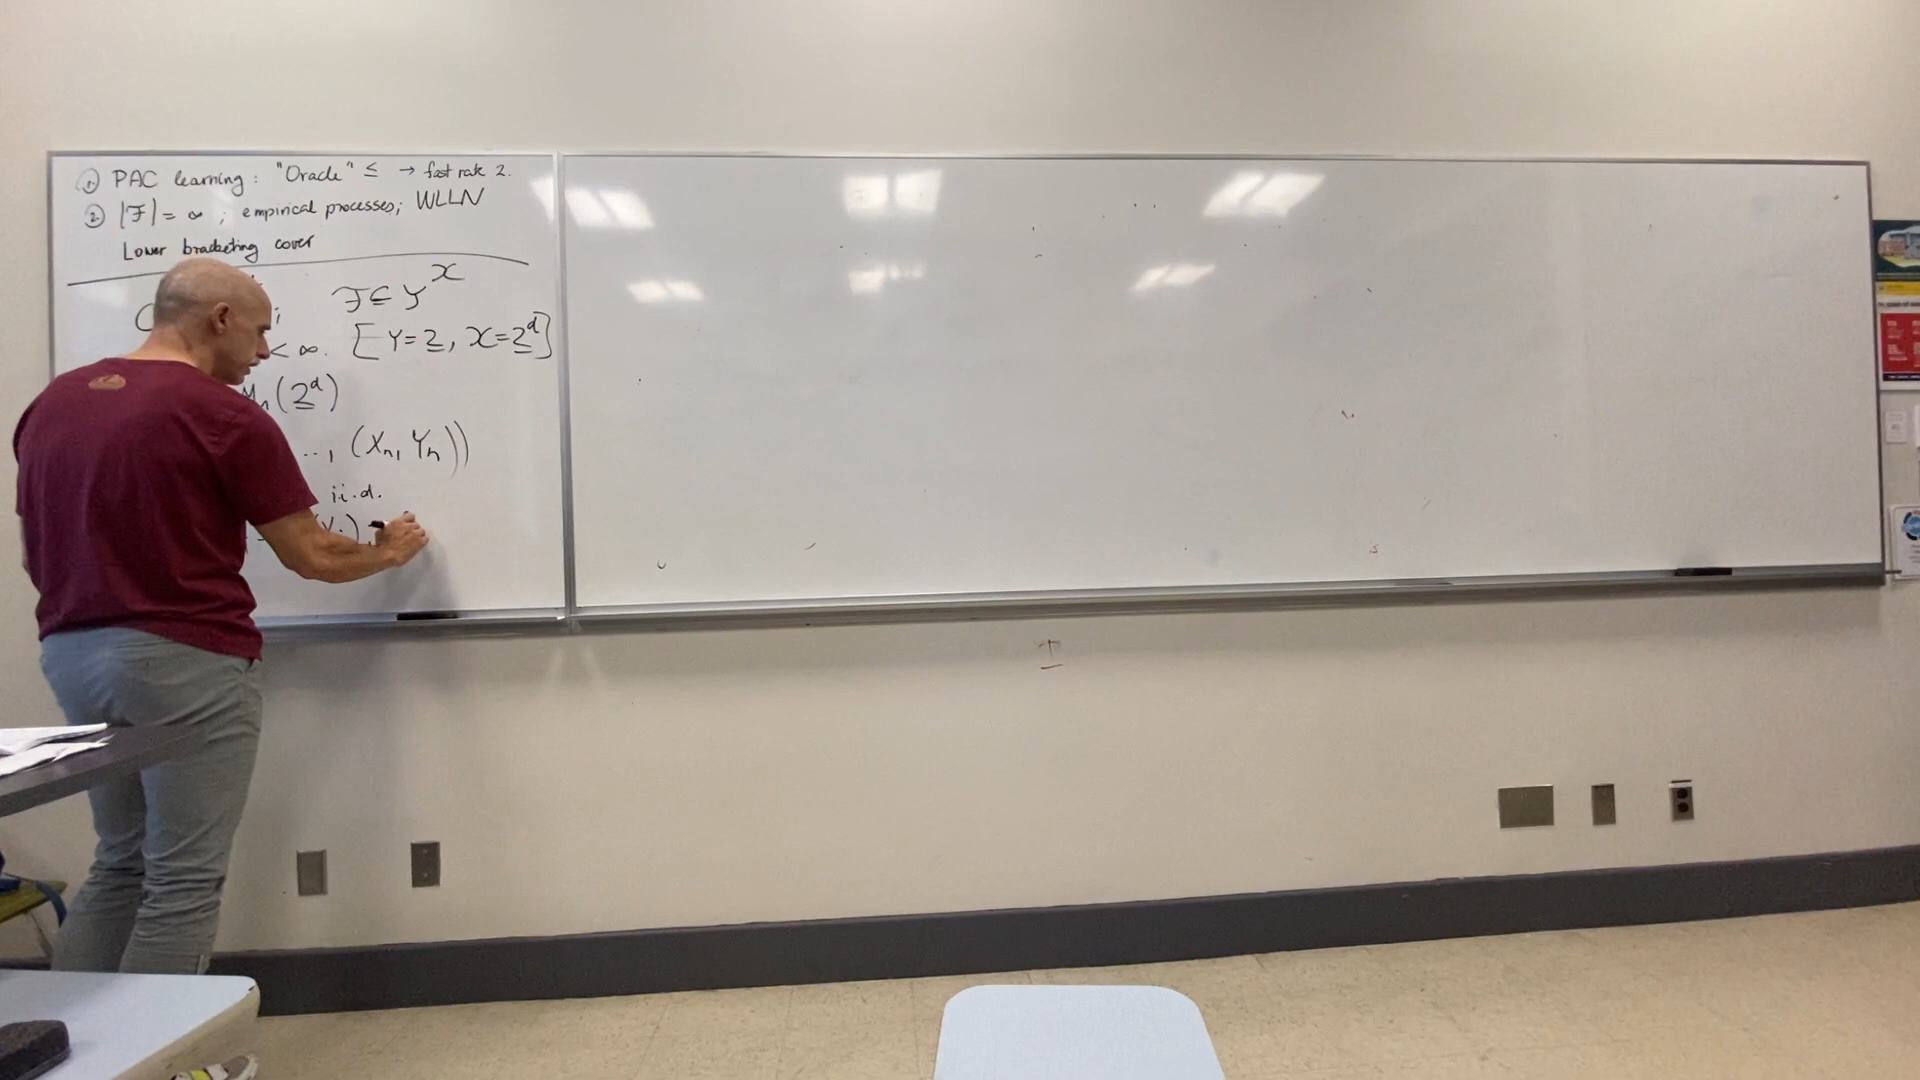 ① PAC learning: "Oracle" ≤ → fast rate 2.
② |F| = ∞ ; empirical processes; WLLN
Lower bracketing cover
F ⊆ Y^X
< ∞. [Y = 2, X = 2^d]
(2^d)
.., (Xn, Yn))
i.i.d.